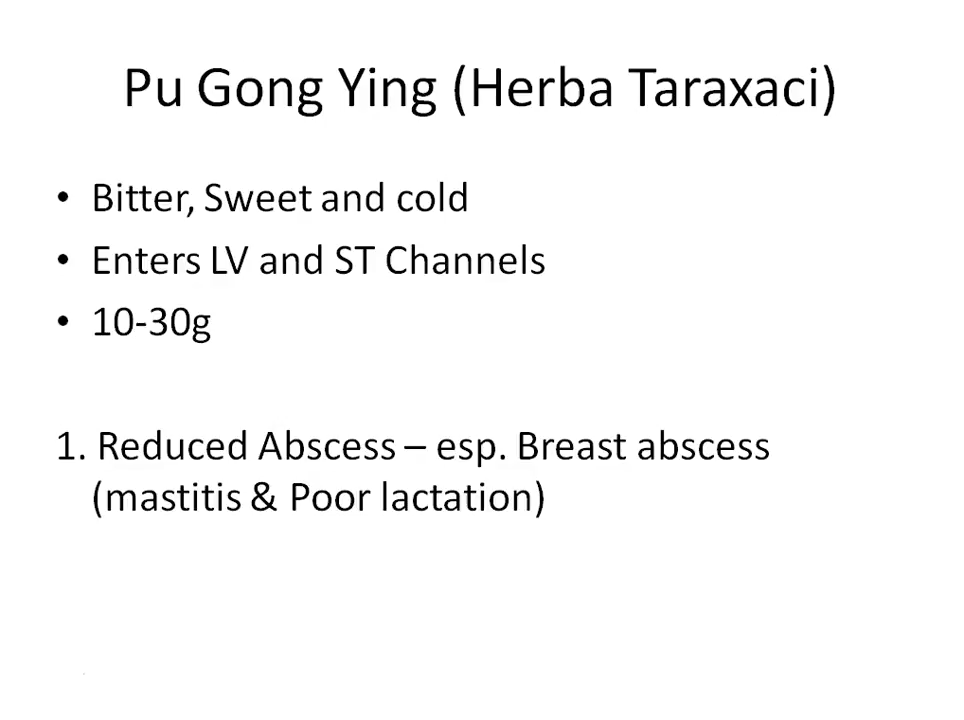 Pu Gong Ying (Herba Taraxaci)
• Bitter, Sweet and cold
• Enters LV and ST Channels
• 10-30g
1. Reduced Abscess – esp. Breast abscess
(mastitis & Poor lactation)